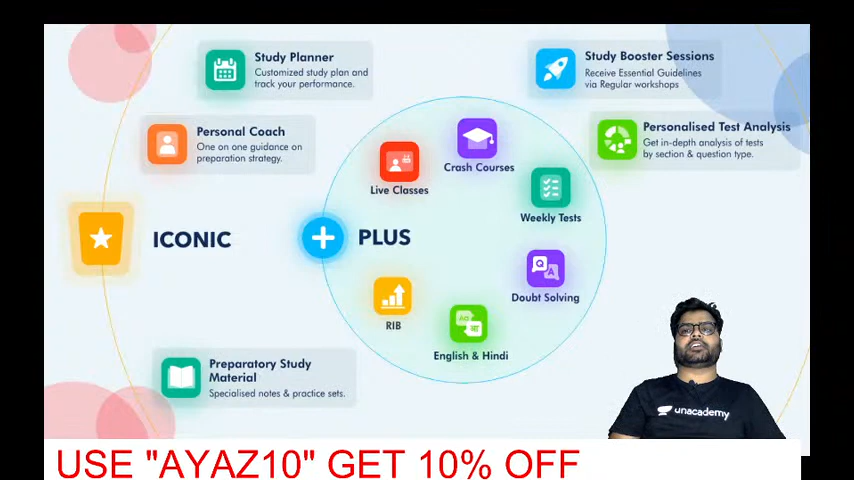 Study Planner
Customized study plan and
track your performance.
Study Booster Sessions
Receive Essential Guidelines
via Regular workshops
Personal Coach
One on one guidance on
preparation strategy.
Personalised Test Analysis
Get in-depth analysis of tests
by section & question type.
Live Classes
Crash Courses
Weekly Tests
ICONIC
PLUS
Q
A
Doubt Solving
RIB
अ
English & Hindi
Preparatory Study
Material
Specialised notes & practice sets.
unacademy
USE "AYAZ10" GET 10% OFF